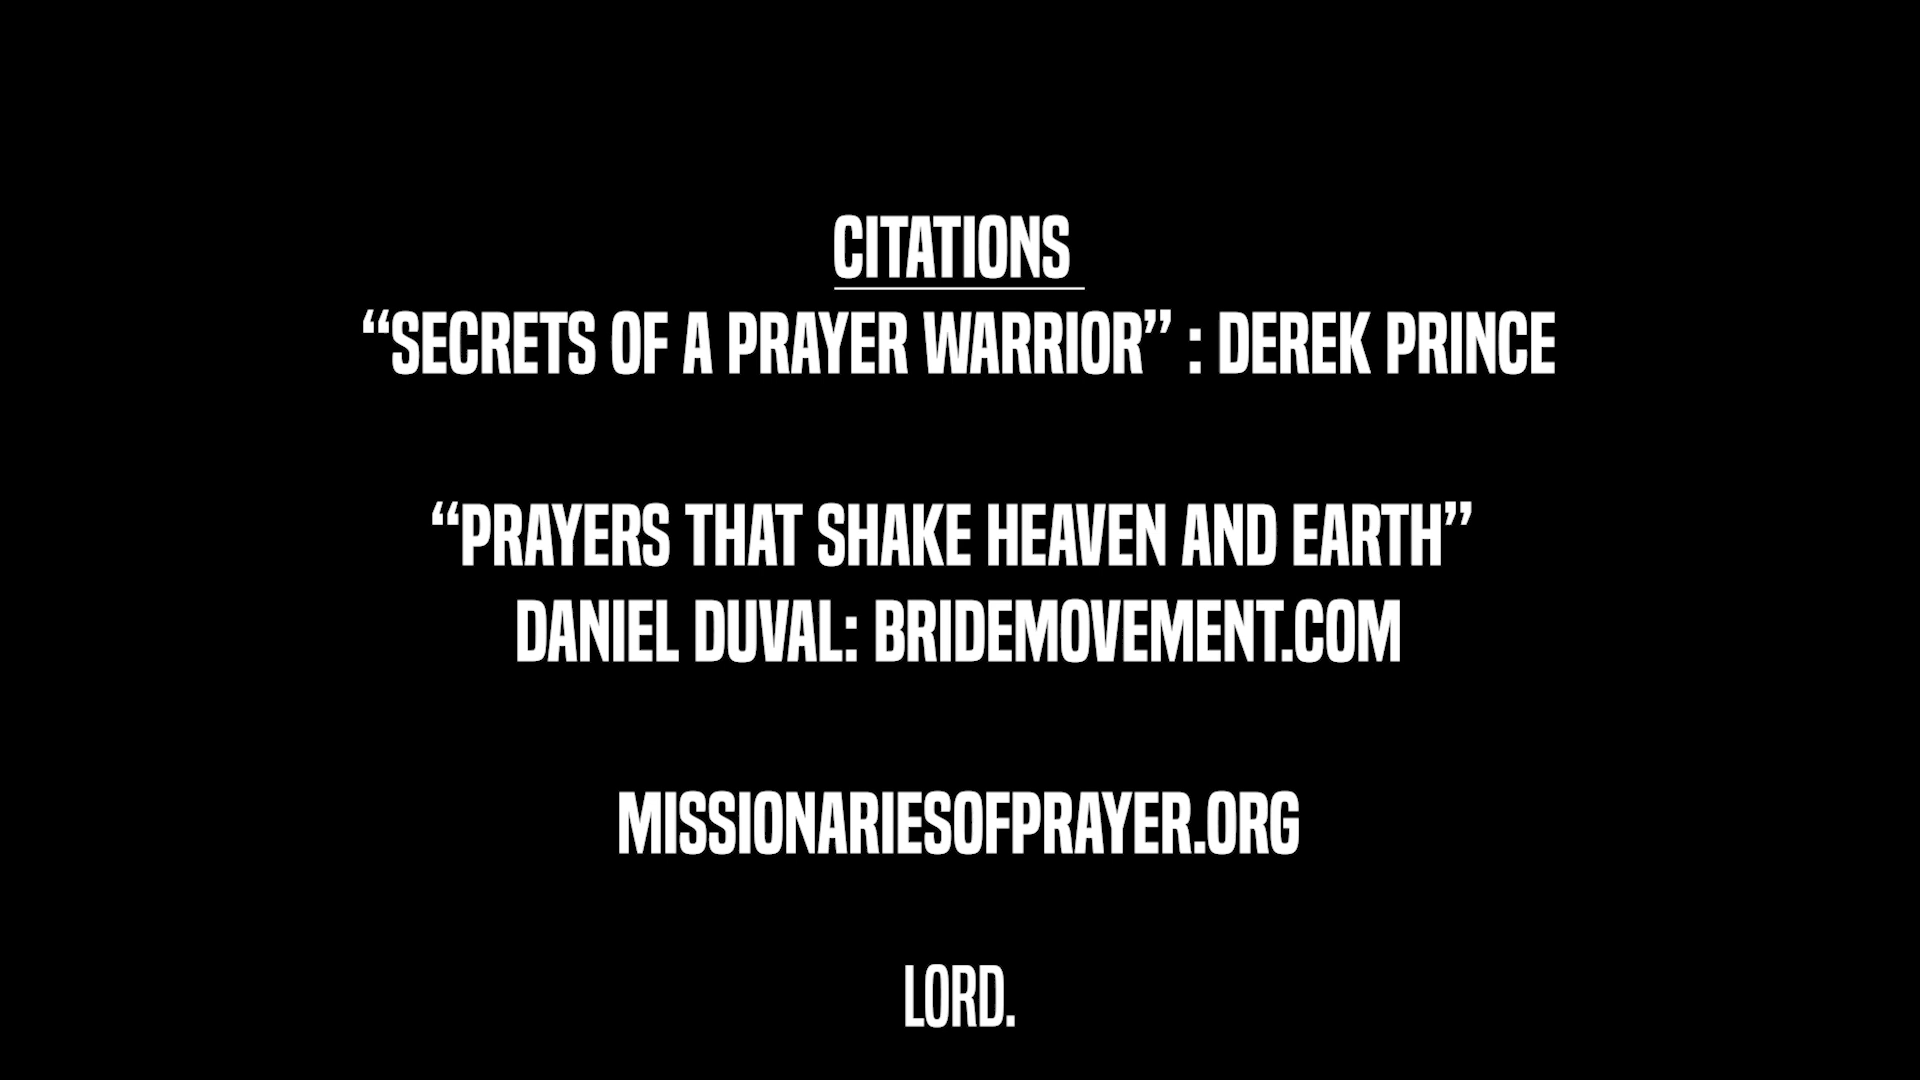 CITATIONS
“SECRETS OF A PRAYER WARRIOR” : DEREK PRINCE
“PRAYERS THAT SHAKE HEAVEN AND EARTH”
DANIEL DUVAL: BRIDEMOVEMENT.COM
MISSIONARIESOFPRAYER.ORG
LORD.